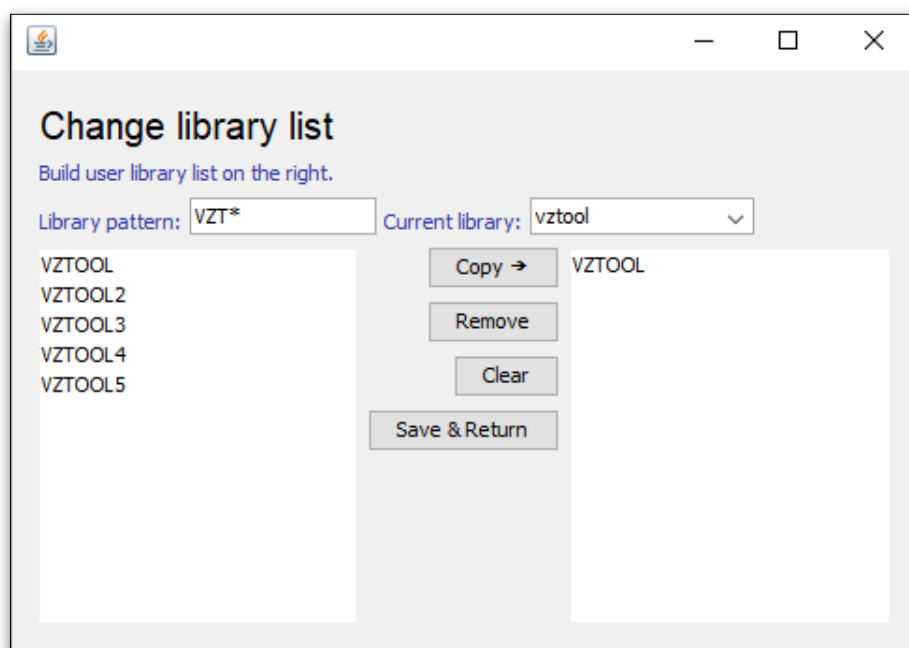 Change library list
Build user library list on the right.
Library pattern: VZT* Current library: vztool
VZTOOL
VZTOOL2
VZTOOL3
VZTOOL4
VZTOOL5
Copy ➔
Remove
Clear
Save & Return
VZTOOL